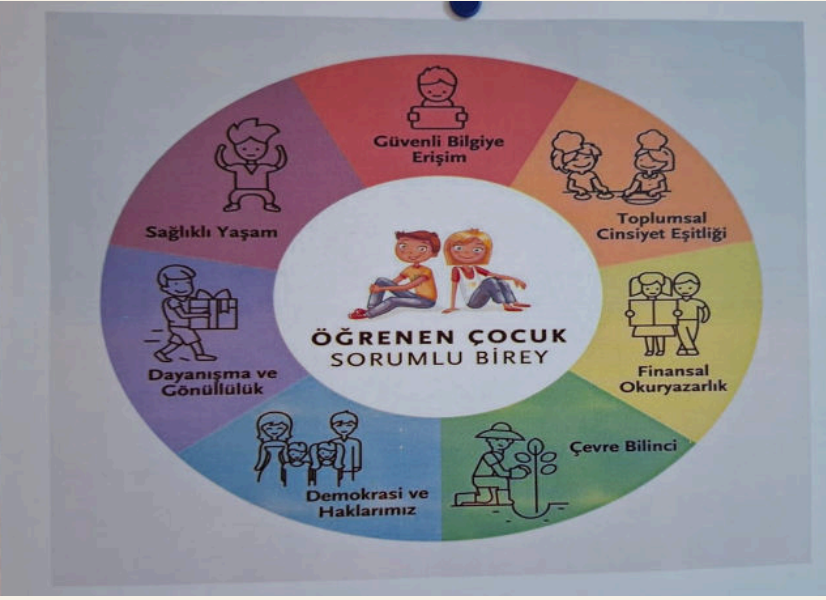 Güvenli Bilgiye
Erişim
Toplumsal
Cinsiyet Eşitliği
Finansal
Okuryazarlık
Çevre Bilinci
Demokrasi ve
Haklarımız
Dayanışma ve
Gönüllülük
Sağlıklı Yaşam
ÖĞRENEN ÇOCUK
SORUMLU BİREY